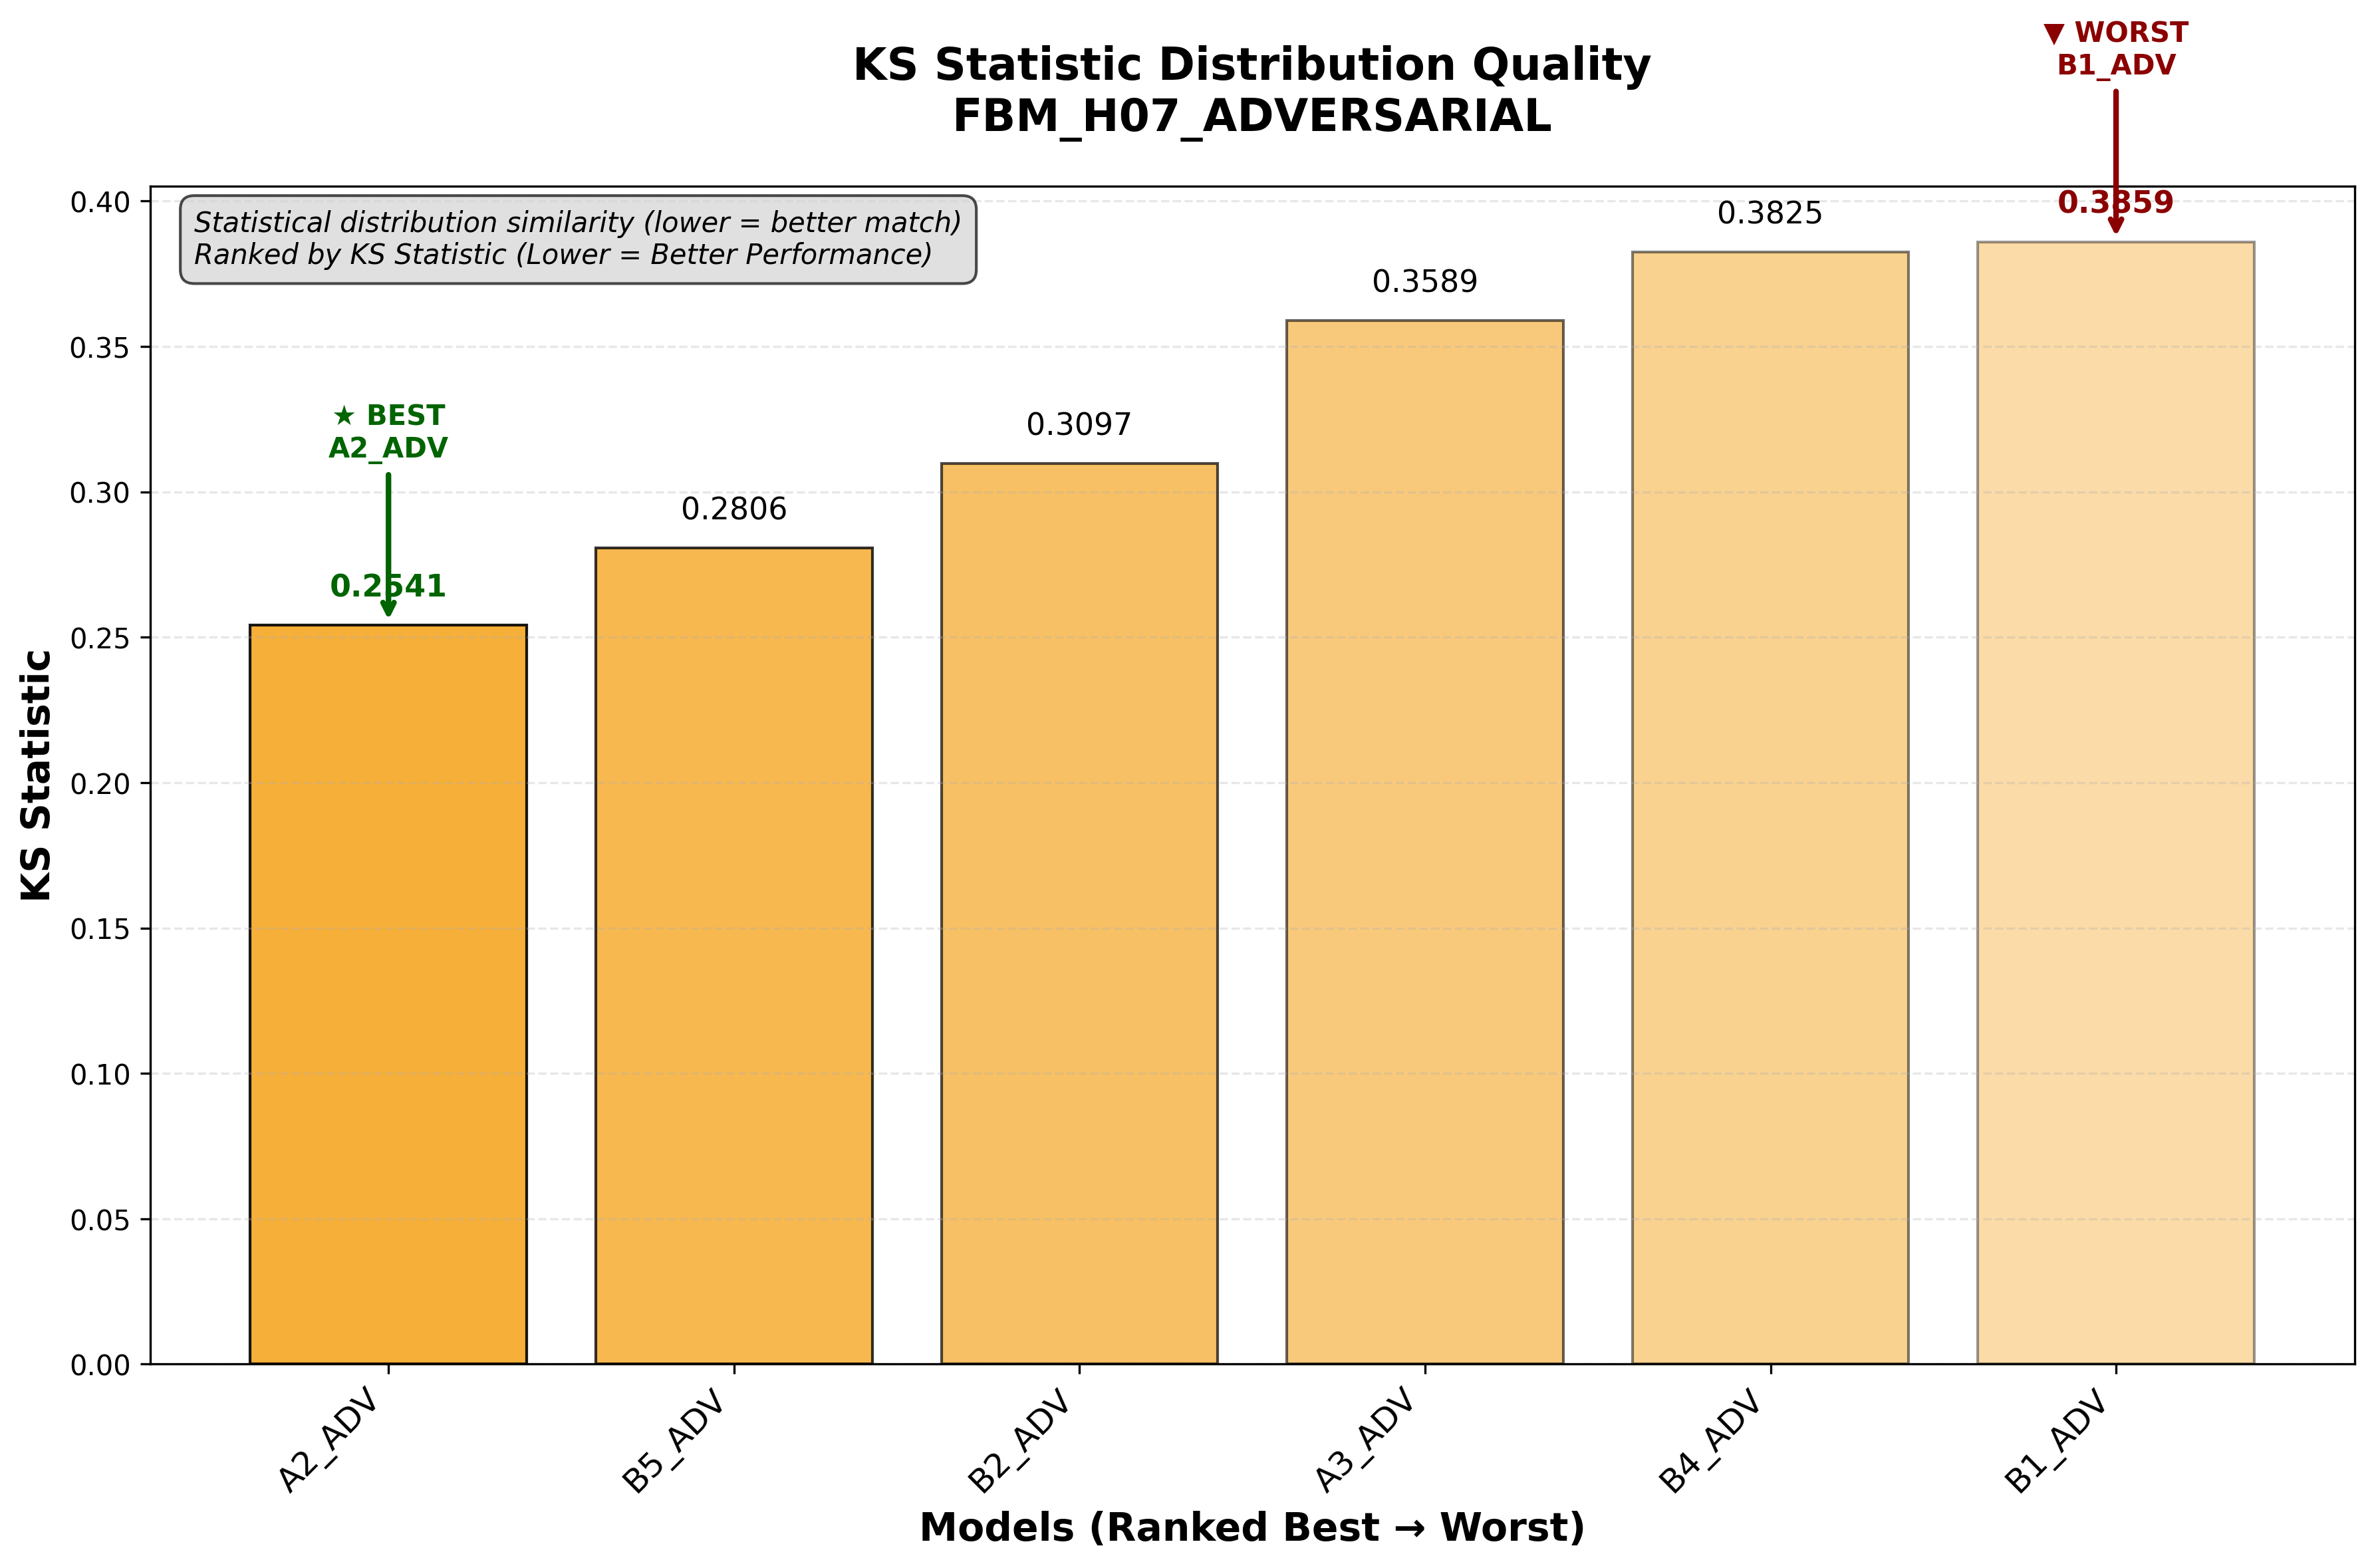 ▼ WORST
B1_ADV
KS Statistic Distribution Quality
FBM_H07_ADVERSARIAL
Statistical distribution similarity (lower = better match)
Ranked by KS Statistic (Lower = Better Performance)
★ BEST
A2_ADV
0.2541
0.2806
0.3097
0.3589
0.3825
0.3859
KS Statistic
0.40
0.35
0.30
0.25
0.20
0.15
0.10
0.05
0.00
A2_ADV
B5_ADV
B2_ADV
A3_ADV
B4_ADV
B1_ADV
Models (Ranked Best → Worst)